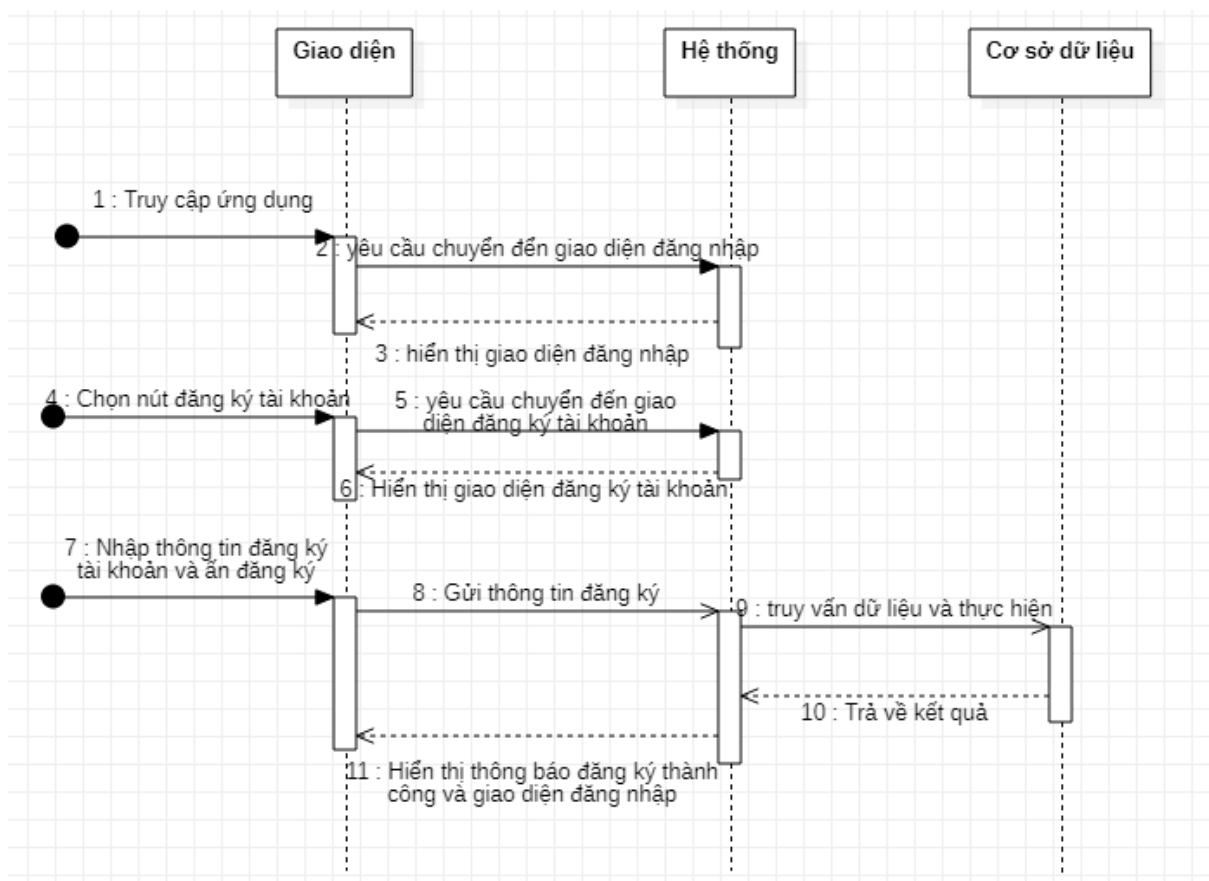 Giao diện
Hệ thống
Cơ sở dữ liệu
1 : Truy cập ứng dụng
2 : yêu cầu chuyển đến giao diện đăng nhập
3 : hiển thị giao diện đăng nhập
4 : Chọn nút đăng ký tài khoản
5 : yêu cầu chuyển đến giao
diện đăng ký tài khoản
6 : Hiển thị giao diện đăng ký tài khoản
7 : Nhập thông tin đăng ký
tài khoản và ấn đăng ký
8 : Gửi thông tin đăng ký
9 : truy vấn dữ liệu và thực hiện
10 : Trả về kết quả
11 : Hiển thị thông báo đăng ký thành
công và giao diện đăng nhập